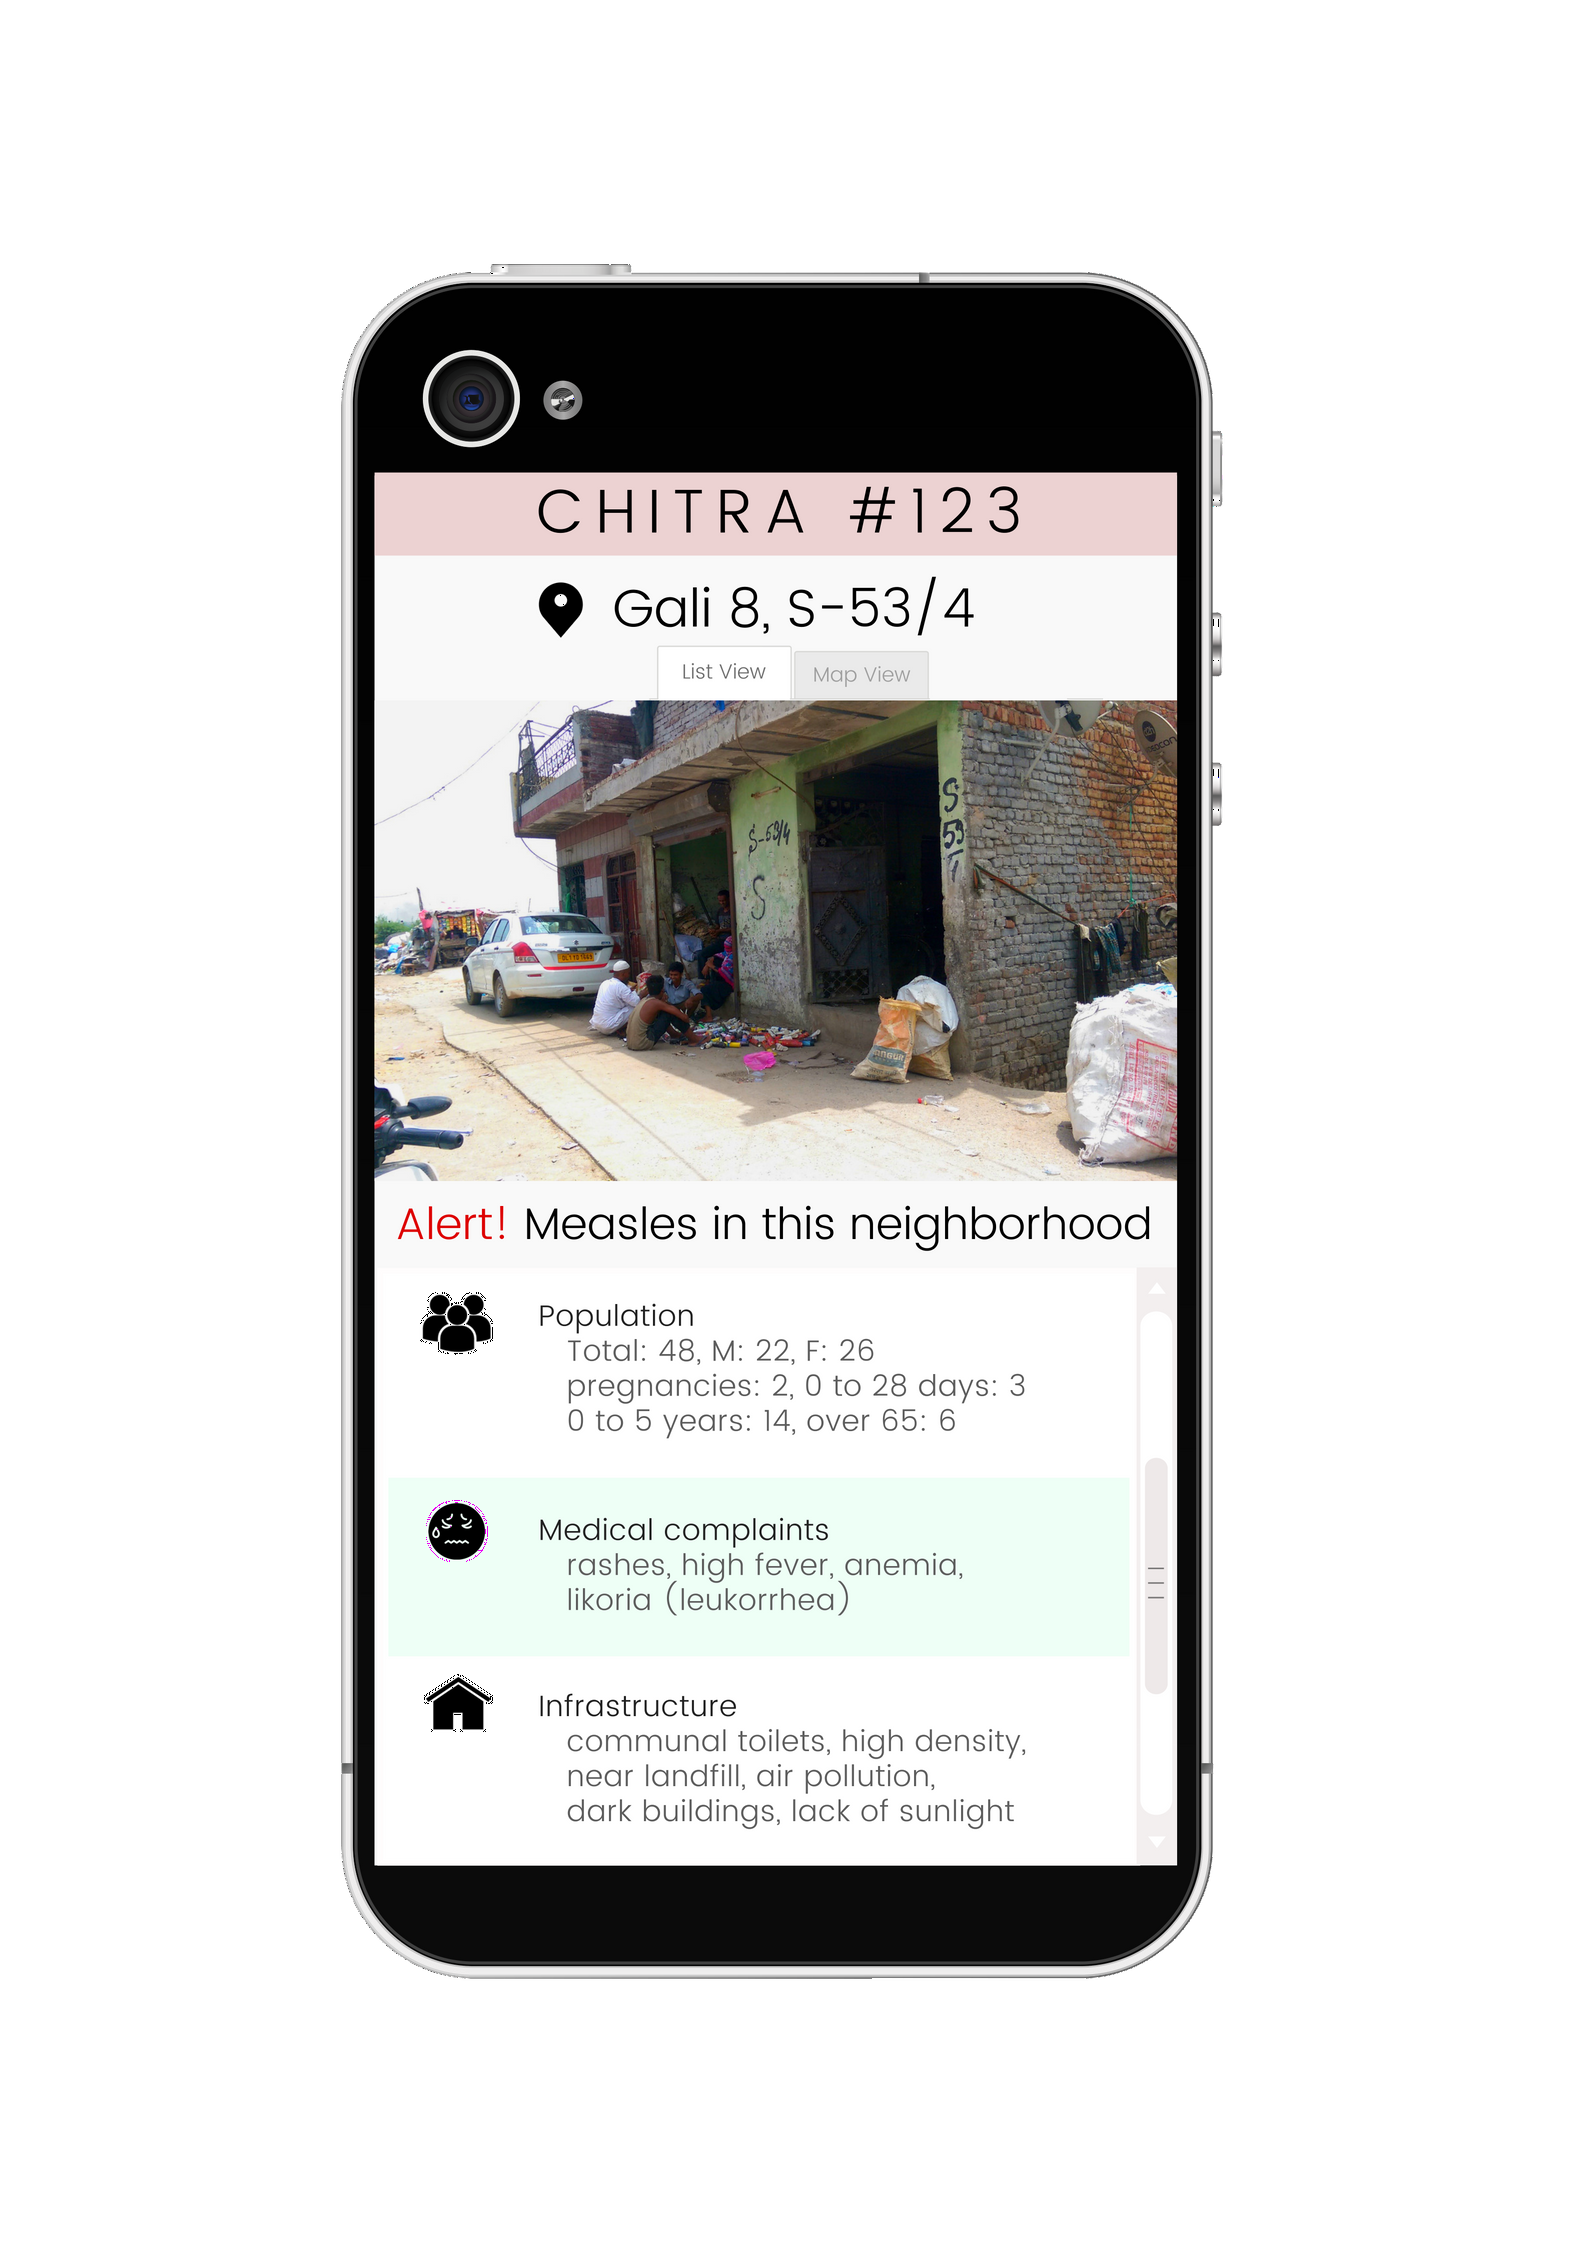 CHITRA #123
Gali 8, S-53/4
List View
Map View
S-53/4
S
S
53
Alert! Measles in this neighborhood
Population
Total: 48, M: 22, F: 26
pregnancies: 2, 0 to 28 days: 3
0 to 5 years: 14, over 65: 6
Medical complaints
rashes, high fever, anemia,
likoria (leukorrhea)
Infrastructure
communal toilets, high density,
near landfill, air pollution,
dark buildings, lack of sunlight